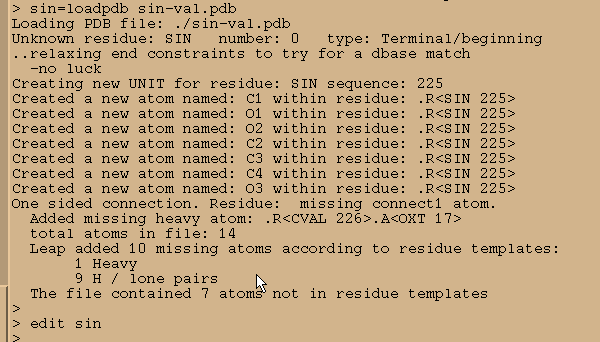 > sin=loadpdb sin-val.pdb
Loading PDB file: ./sin-val.pdb
Unknown residue: SIN   number: 0   type: Terminal/beginning
..relaxing end constraints to try for a dbase match
  -no luck
Creating new UNIT for residue: SIN sequence: 225
Created a new atom named: C1 within residue: .R<SIN 225>
Created a new atom named: O1 within residue: .R<SIN 225>
Created a new atom named: O2 within residue: .R<SIN 225>
Created a new atom named: C2 within residue: .R<SIN 225>
Created a new atom named: C3 within residue: .R<SIN 225>
Created a new atom named: C4 within residue: .R<SIN 225>
Created a new atom named: O3 within residue: .R<SIN 225>
One sided connection. Residue:  missing connect1 atom.
  Added missing heavy atom: .R<CVAL 226>.A<OXT 17>
  total atoms in file: 14
  Leap added 10 missing atoms according to residue templates:
       1 Heavy
       9 H / lone pairs
  The file contained 7 atoms not in residue templates
>
> edit sin
>